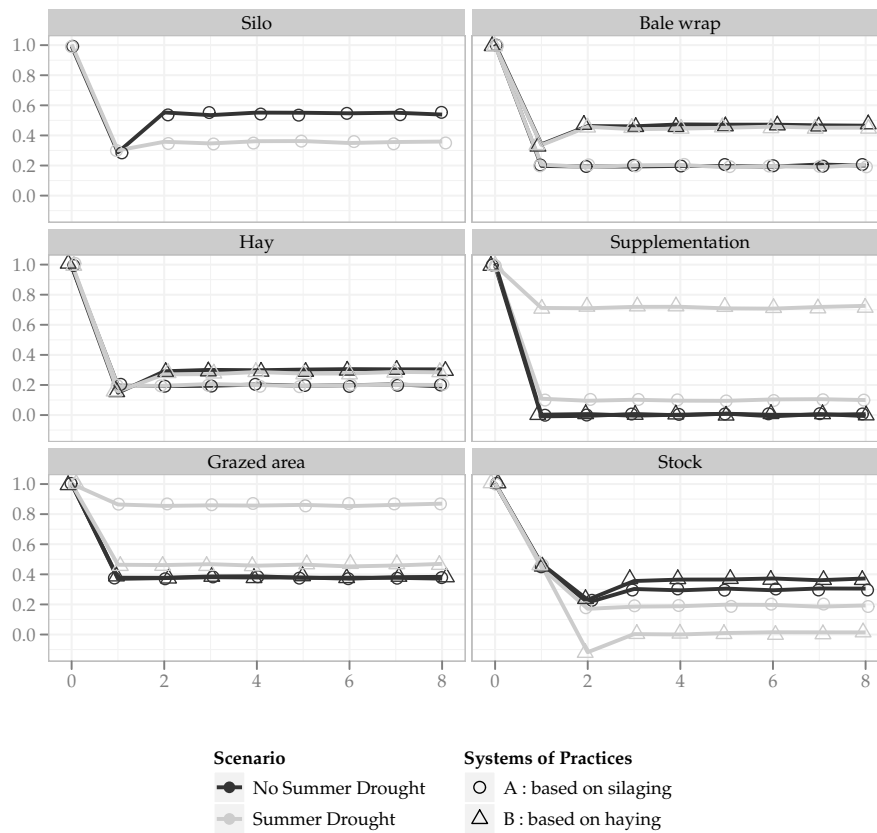 Silo
Bale wrap
1.0
0.8
0.6
0.4
0.2
0.0
Hay
Supplementation
1.0
0.8
0.6
0.4
0.2
0.0
Grazed area
Stock
1.0
0.8
0.6
0.4
0.2
0.0
0 2 4 6 8
0 2 4 6 8
Scenario
No Summer Drought
Summer Drought
Systems of Practices
A : based on silaging
B : based on haying